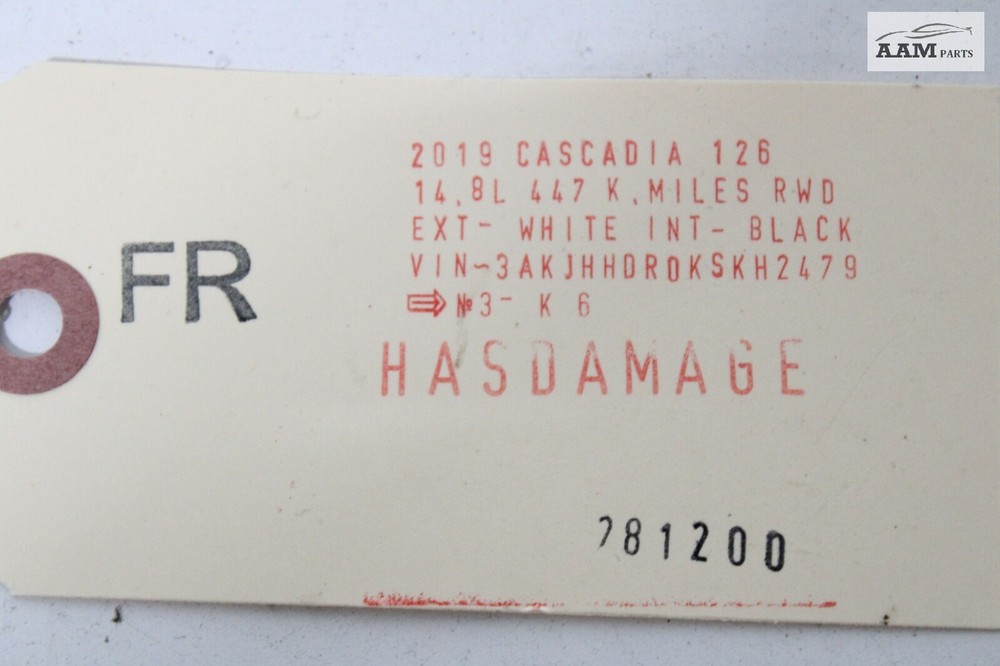 AAM PARTS
2019 CASCADIA 126
14.8L 447 K.MILES RWD
EXT- WHITE INT- BLACK
VIN~3AKJHHDR0KSKH2479
⇨ №3- K 6
FR
HASDAMAGE
781200